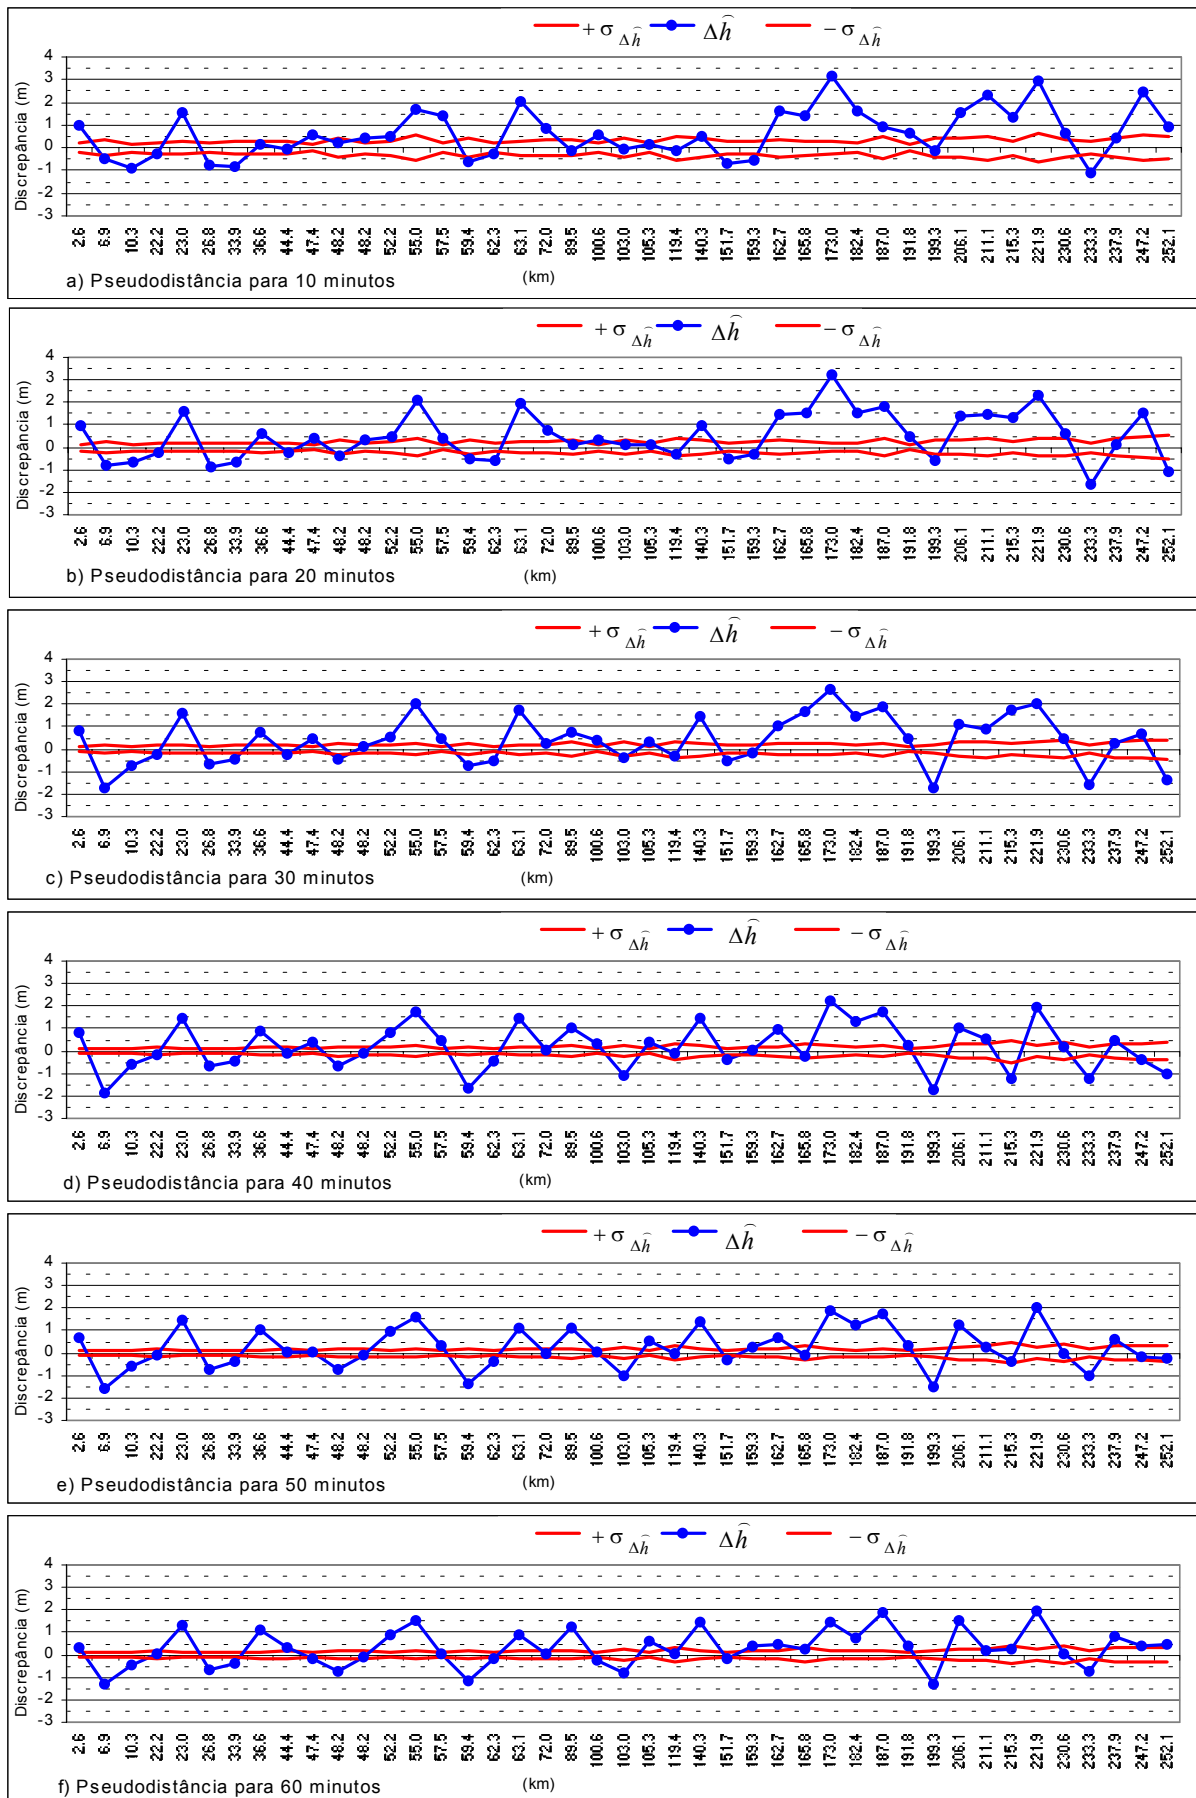 + σ Δĥ Δĥ − σ Δĥ
Discrepância (m)
4
3
2
1
0
-1
-2
-3
2.6 6.9 10.3 22.2 23.0 26.8 33.9 36.6 44.4 47.4 48.2 48.2 52.2 55.0 57.5 59.4 62.3 63.1 72.0 89.5 100.6 103.0 105.3 119.4 140.3 151.7 159.3 162.7 165.8 173.0 182.4 187.0 191.8 199.3 206.1 211.1 215.3 221.9 230.6 233.3 237.9 247.2 252.1
a) Pseudodistância para 10 minutos (km)
+ σ Δĥ Δĥ − σ Δĥ
Discrepância (m)
4
3
2
1
0
-1
-2
-3
2.6 6.9 10.3 22.2 23.0 26.8 33.9 36.6 44.4 47.4 48.2 48.2 52.2 55.0 57.5 59.4 62.3 63.1 72.0 89.5 100.6 103.0 105.3 119.4 140.3 151.7 159.3 162.7 165.8 173.0 182.4 187.0 191.8 199.3 206.1 211.1 215.3 221.9 230.6 233.3 237.9 247.2 252.1
b) Pseudodistância para 20 minutos (km)
+ σ Δĥ Δĥ − σ Δĥ
Discrepância (m)
4
3
2
1
0
-1
-2
-3
2.6 6.9 10.3 22.2 23.0 26.8 33.9 36.6 44.4 47.4 48.2 48.2 52.2 55.0 57.5 59.4 62.3 63.1 72.0 89.5 100.6 103.0 105.3 119.4 140.3 151.7 159.3 162.7 165.8 173.0 182.4 187.0 191.8 199.3 206.1 211.1 215.3 221.9 230.6 233.3 237.9 247.2 252.1
c) Pseudodistância para 30 minutos (km)
+ σ Δĥ Δĥ − σ Δĥ
Discrepância (m)
4
3
2
1
0
-1
-2
-3
2.6 6.9 10.3 22.2 23.0 26.8 33.9 36.6 44.4 47.4 48.2 48.2 52.2 55.0 57.5 59.4 62.3 63.1 72.0 89.5 100.6 103.0 105.3 119.4 140.3 151.7 159.3 162.7 165.8 173.0 182.4 187.0 191.8 199.3 206.1 211.1 215.3 221.9 230.6 233.3 237.9 247.2 252.1
d) Pseudodistância para 40 minutos (km)
+ σ Δĥ Δĥ − σ Δĥ
Discrepância (m)
4
3
2
1
0
-1
-2
-3
2.6 6.9 10.3 22.2 23.0 26.8 33.9 36.6 44.4 47.4 48.2 48.2 52.2 55.0 57.5 59.4 62.3 63.1 72.0 89.5 100.6 103.0 105.3 119.4 140.3 151.7 159.3 162.7 165.8 173.0 182.4 187.0 191.8 199.3 206.1 211.1 215.3 221.9 230.6 233.3 237.9 247.2 252.1
e) Pseudodistância para 50 minutos (km)
+ σ Δĥ Δĥ − σ Δĥ
Discrepância (m)
4
3
2
1
0
-1
-2
-3
2.6 6.9 10.3 22.2 23.0 26.8 33.9 36.6 44.4 47.4 48.2 48.2 52.2 55.0 57.5 59.4 62.3 63.1 72.0 89.5 100.6 103.0 105.3 119.4 140.3 151.7 159.3 162.7 165.8 173.0 182.4 187.0 191.8 199.3 206.1 211.1 215.3 221.9 230.6 233.3 237.9 247.2 252.1
f) Pseudodistância para 60 minutos (km)